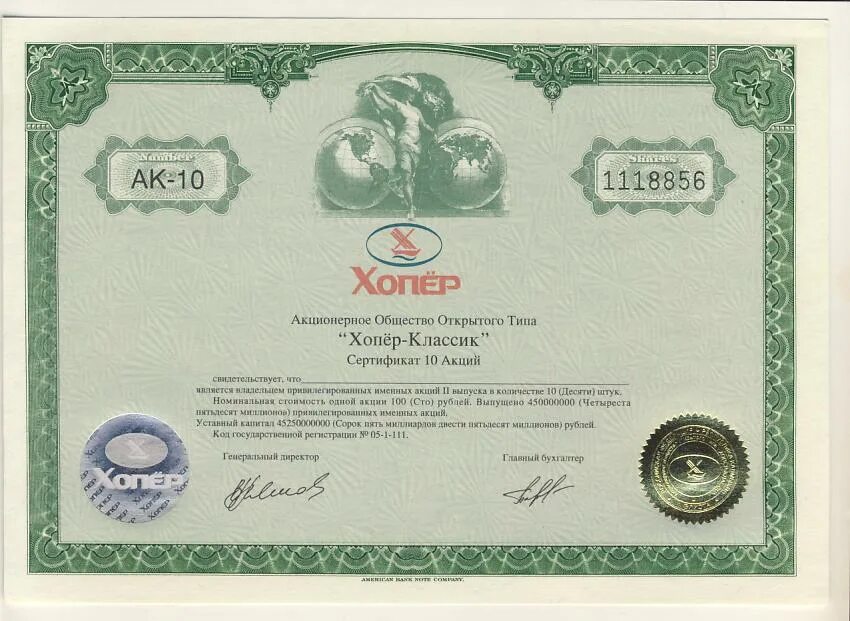 Number
АК-10
Shares
1118856
Хопёр
Акционерное Общество Открытого Типа
“Хопёр-Классик”
Сертификат 10 Акций
свидетельствует, что
является владельцем привилегированных именных акций II выпуска в количестве 10 (Десяти) штук.
Номинальная стоимость одной акции 100 (Сто) рублей. Выпущено 450000000 (Четыреста
пятьдесят миллионов) привилегированных именных акций.
Уставный капитал 45250000000 (Сорок пять миллиардов двести пятьдесят миллионов) рублей.
Код государственной регистрации № 05-1-111.
Генеральный директор
Главный бухгалтер
Хопёр
AMERICAN BANK NOTE COMPANY.